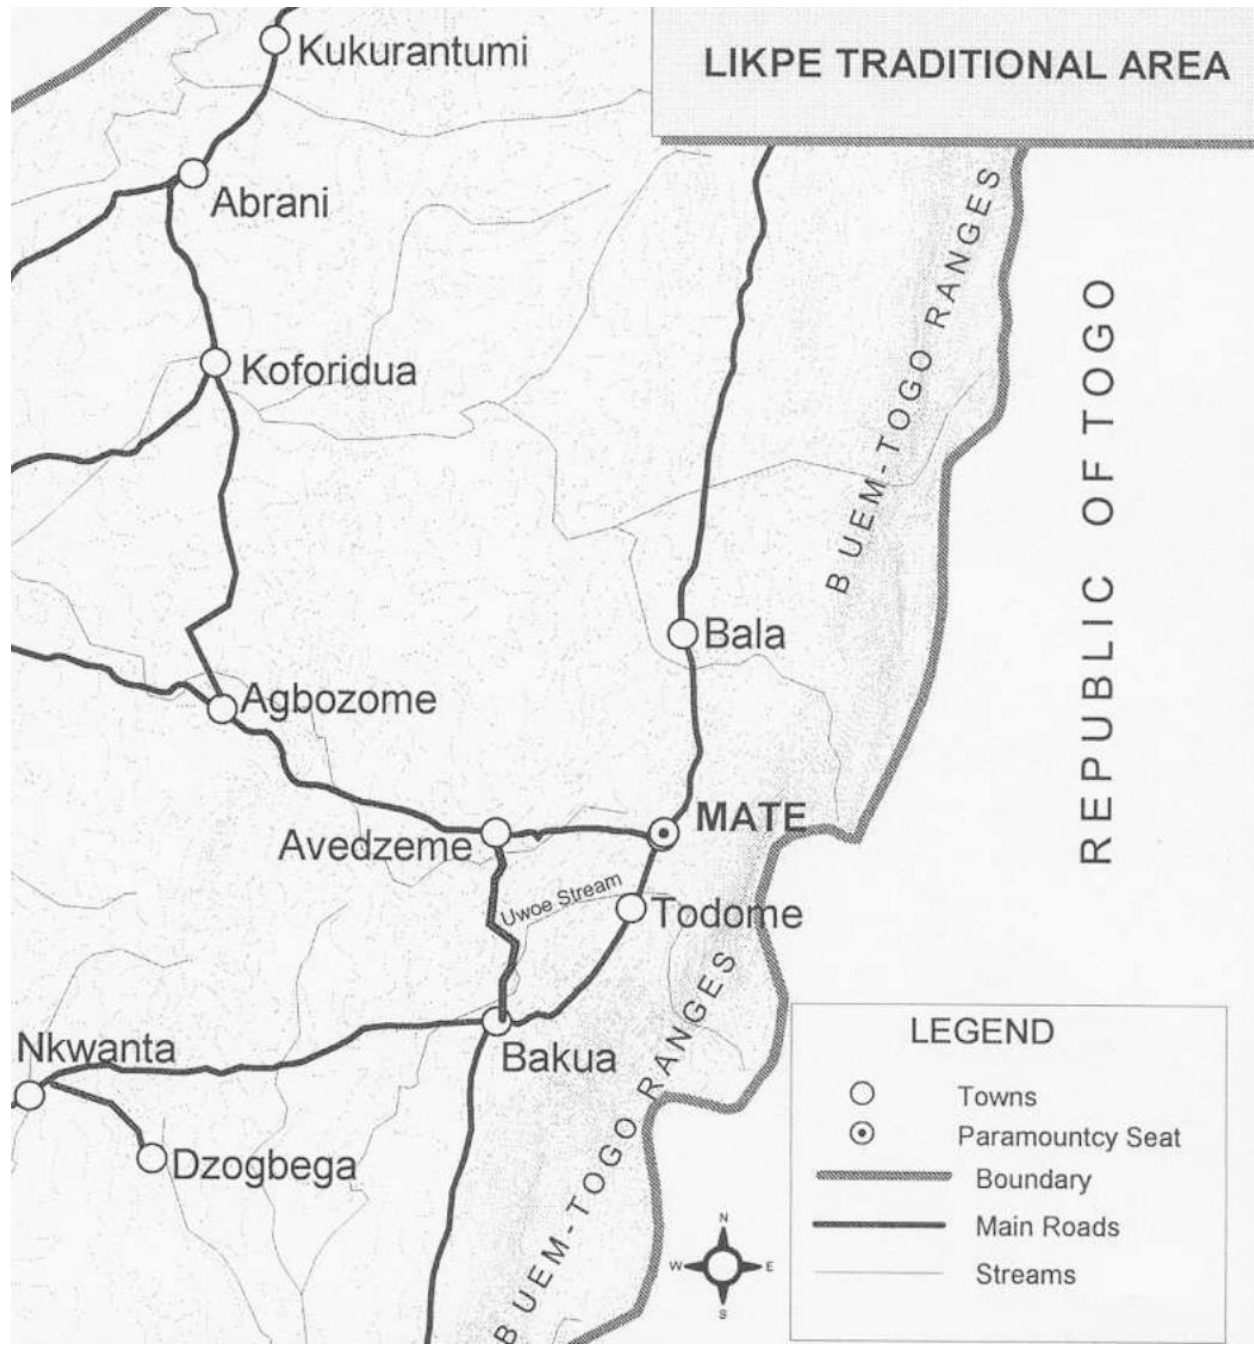 LIKPE TRADITIONAL AREA
Kukurantumi
Abrani
BUEM-TOGO RANGES
REPUBLIC OF TOGO
Koforidua
Bala
Agbozome
MATE
Avedzeme
Uwoe Stream
Todome
BUEM-TOGO RANGES
Bakua
Nkwanta
Dzogbega
LEGEND
Towns
Paramountcy Seat
Boundary
Main Roads
Streams
N
W
E
S